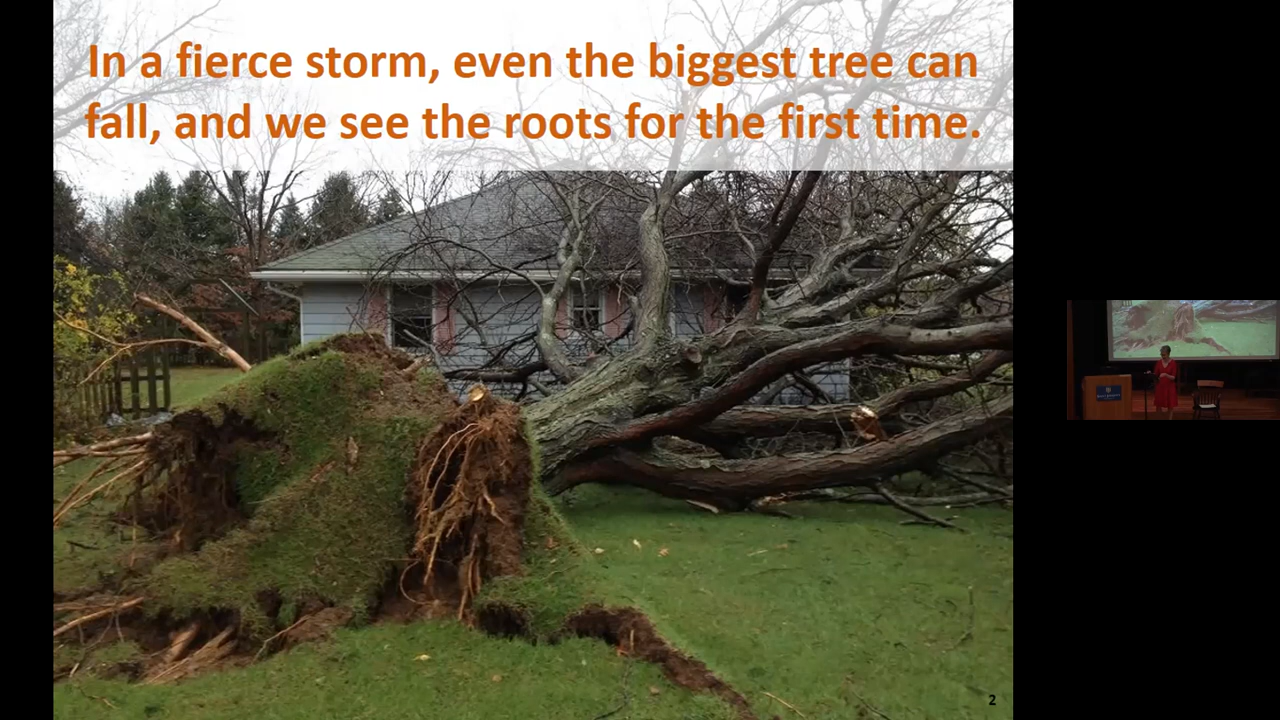 In a fierce storm, even the biggest tree can
fall, and we see the roots for the first time.
2